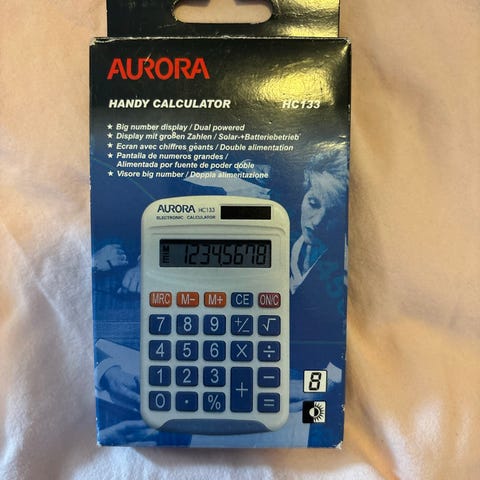 AURORA
HANDY CALCULATOR HC133
★ Big number display / Dual powered
★ Display mit großen Zahlen / Solar-+Batteriebetrieb
★ Ecran avec chiffres géants / Double alimentation
★ Pantalla de numeros grandes /
Alimentada por fuente de poder doble
★ Visore big number / Doppia alimentazione
AURORA HC133
ELECTRONIC CALCULATOR
12345678
MRC M- M+ CE ON/C
7 8 9 +/- √
4 5 6 X ÷
1 2 3 + −
0 . % =
8